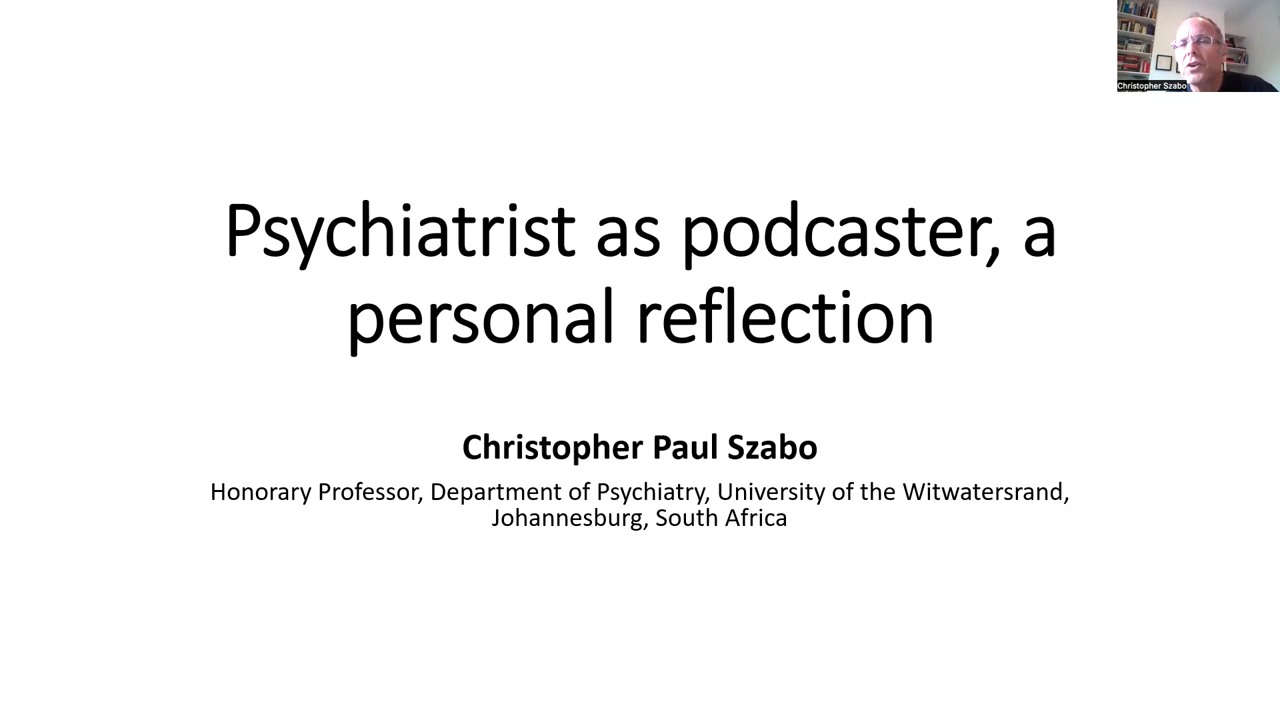 Christopher Szabo
Psychiatrist as podcaster, a
personal reflection
Christopher Paul Szabo
Honorary Professor, Department of Psychiatry, University of the Witwatersrand,
Johannesburg, South Africa